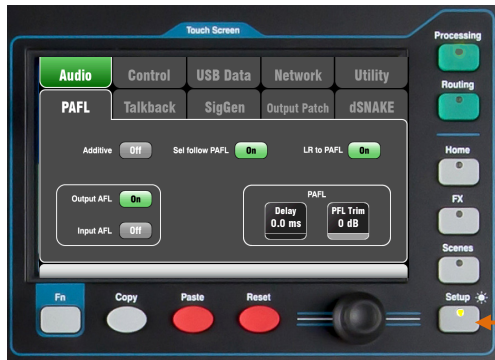 Touch Screen
Processing
Audio Control USB Data Network Utility
Routing
PAFL Talkback SigGen Output Patch dSNAKE
Additive Off Sel follow PAFL On LR to PAFL On
Home
Output AFL On
PAFL
FX
Delay
0.0 ms
PFL Trim
0 dB
Input AFL Off
Scenes
Fn Copy Paste Reset Setup